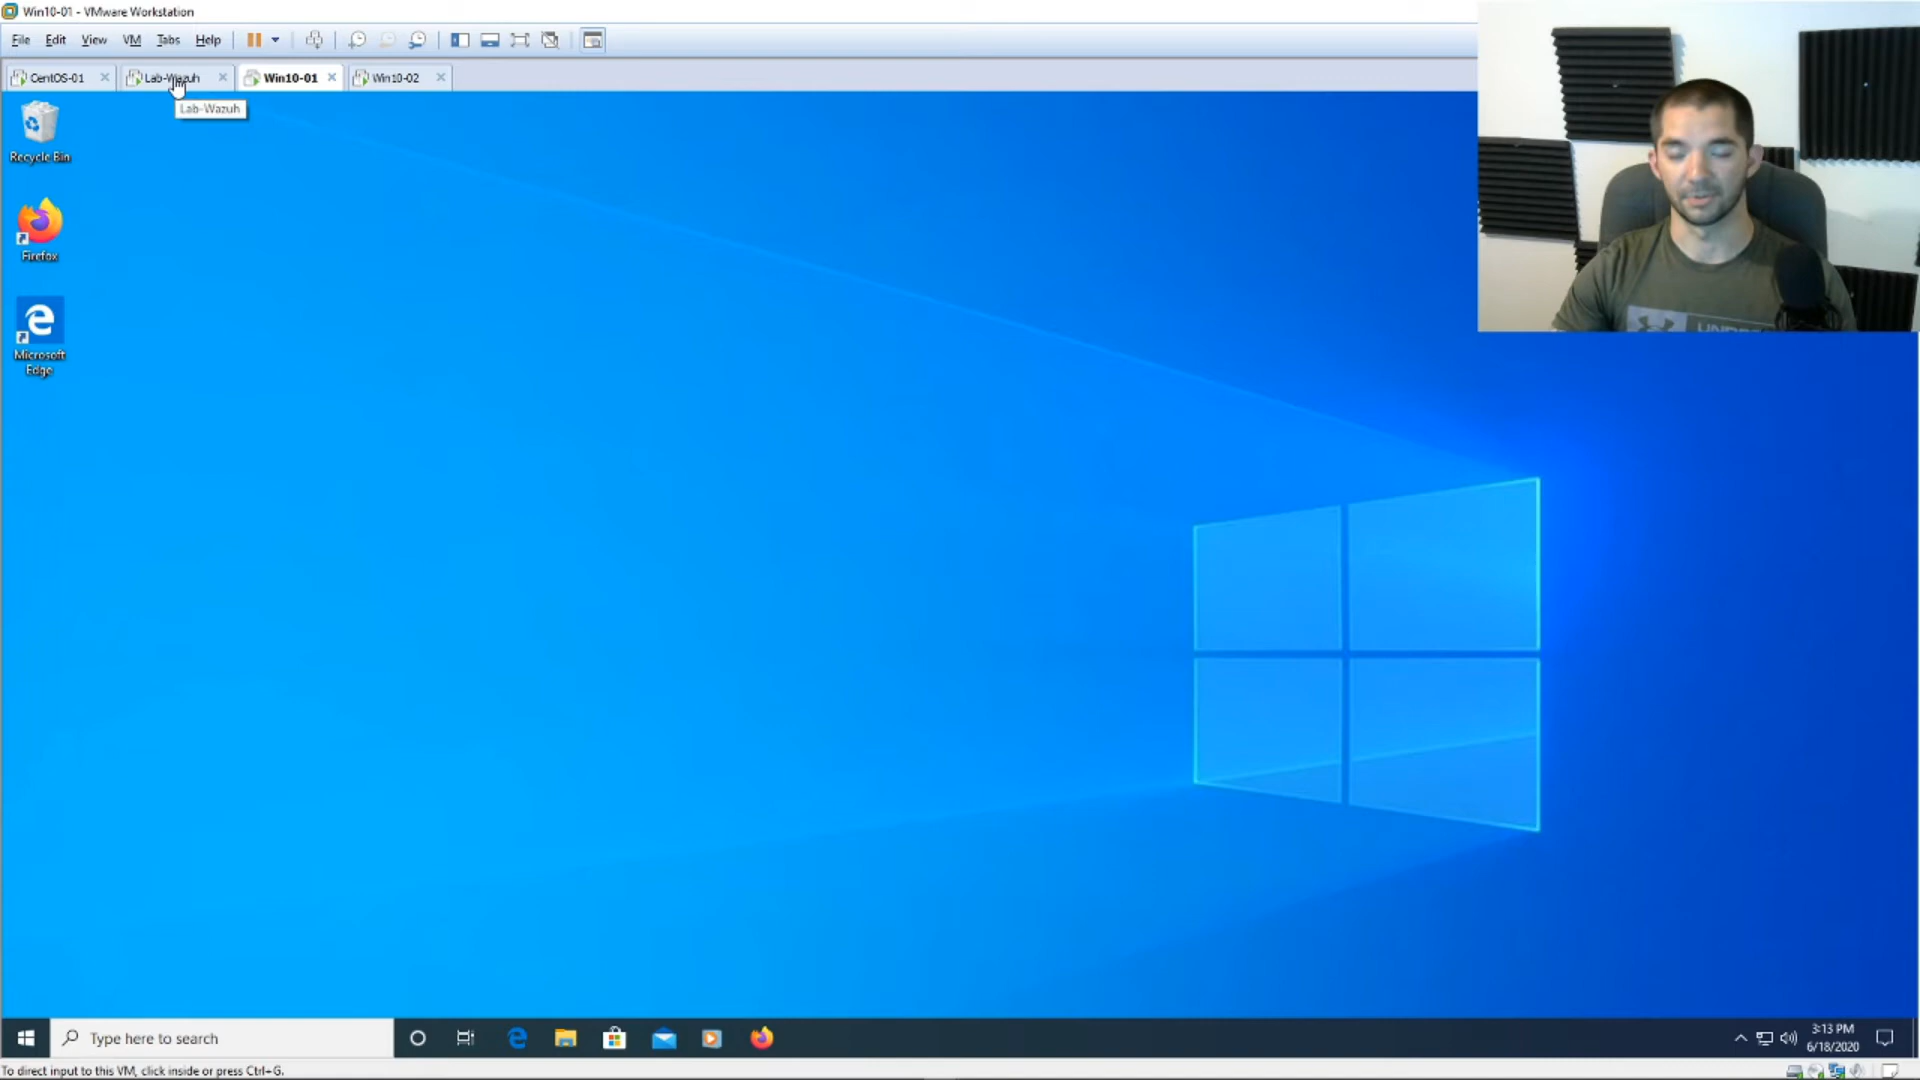 Win10-01 - VMware Workstation
File Edit View VM Tabs Help
CentOS-01 Lab-Wazuh Win10-01 Win10-02
Lab-Wazuh
Recycle Bin
Firefox
Microsoft
Edge
Type here to search
3:13 PM
6/18/2020
To direct input to this VM, click inside or press Ctrl+G.